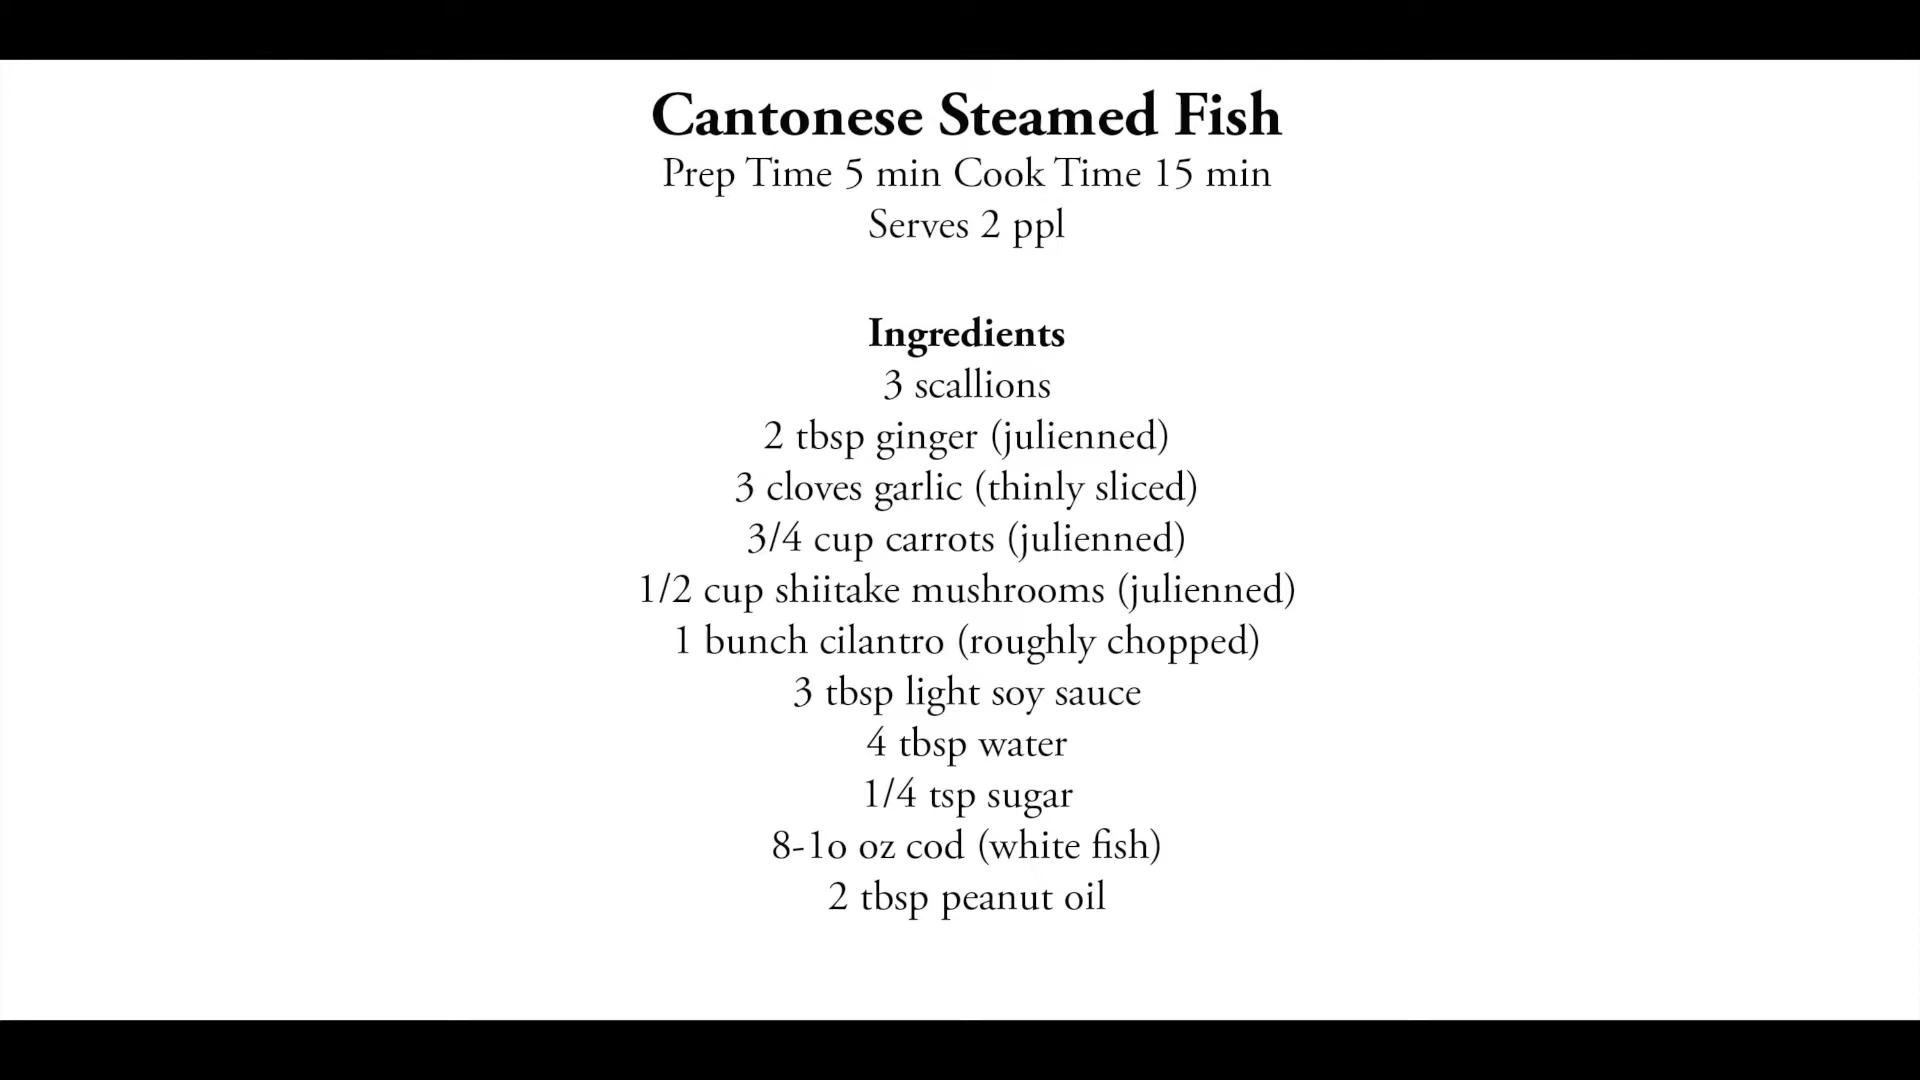 Cantonese Steamed Fish
Prep Time 5 min Cook Time 15 min
Serves 2 ppl
Ingredients
3 scallions
2 tbsp ginger (julienned)
3 cloves garlic (thinly sliced)
3/4 cup carrots (julienned)
1/2 cup shiitake mushrooms (julienned)
1 bunch cilantro (roughly chopped)
3 tbsp light soy sauce
4 tbsp water
1/4 tsp sugar
8-1o oz cod (white fish)
2 tbsp peanut oil